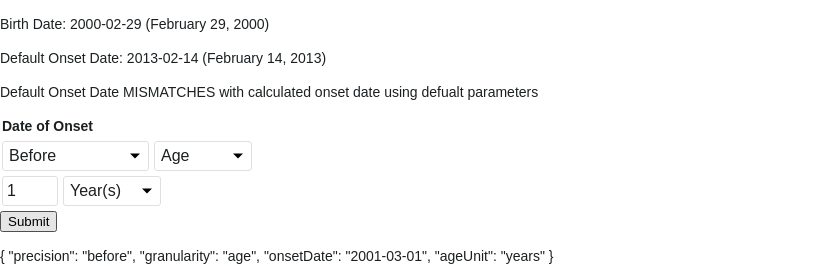 Birth Date: 2000-02-29 (February 29, 2000)
Default Onset Date: 2013-02-14 (February 14, 2013)
Default Onset Date MISMATCHES with calculated onset date using defualt parameters
Date of Onset
Before Age
1 Year(s)
Submit
{ "precision": "before", "granularity": "age", "onsetDate": "2001-03-01", "ageUnit": "years" }